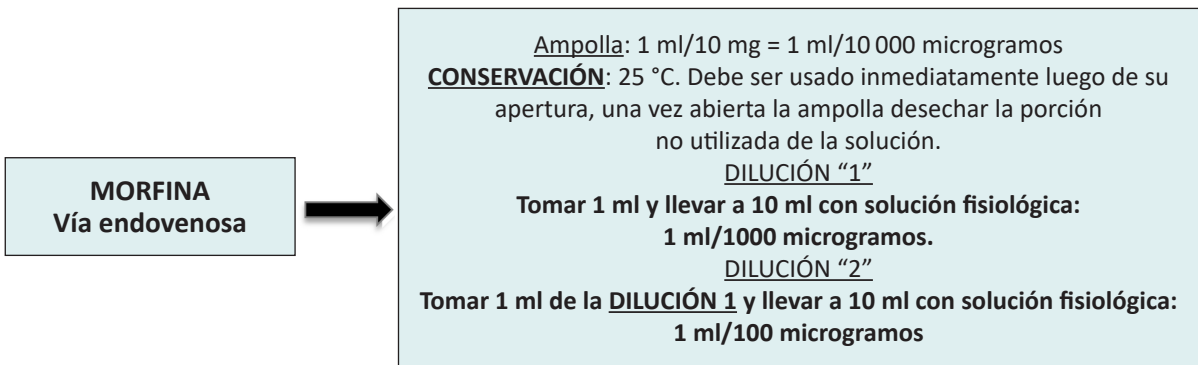 MORFINA
Vía endovenosa
Ampolla: 1 ml/10 mg = 1 ml/10 000 microgramos
CONSERVACIÓN: 25 °C. Debe ser usado inmediatamente luego de su
apertura, una vez abierta la ampolla desechar la porción
no utilizada de la solución.
DILUCIÓN “1”
Tomar 1 ml y llevar a 10 ml con solución fisiológica:
1 ml/1000 microgramos.
DILUCIÓN “2”
Tomar 1 ml de la DILUCIÓN 1 y llevar a 10 ml con solución fisiológica:
1 ml/100 microgramos